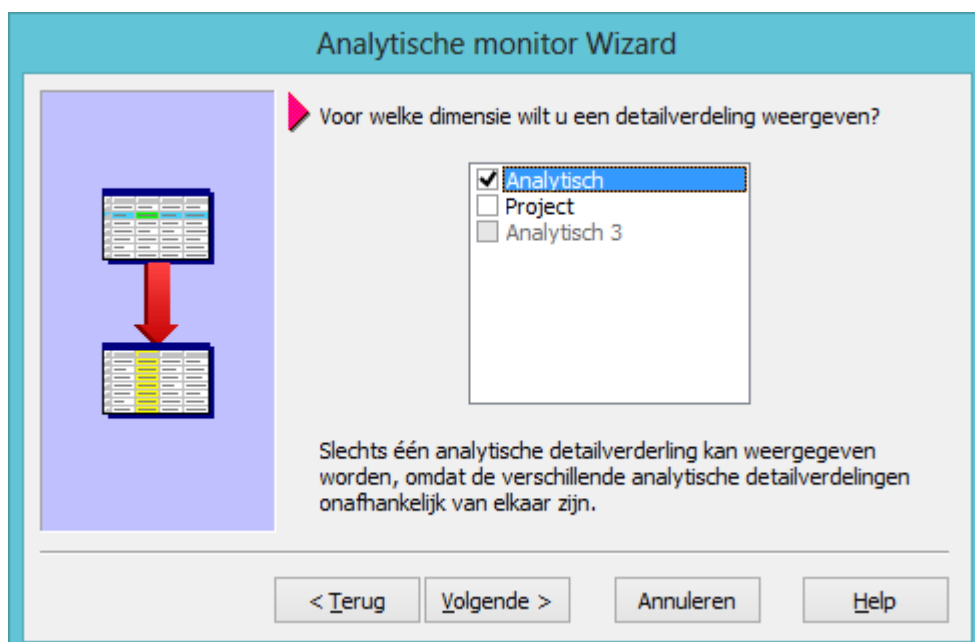 Analytische monitor Wizard
Voor welke dimensie wilt u een detailverdeling weergeven?
Analytisch
Project
Analytisch 3
Slechts één analytische detailverderling kan weergegeven
worden, omdat de verschillende analytische detailverdelingen
onafhankelijk van elkaar zijn.
< Terug
Volgende >
Annuleren
Help